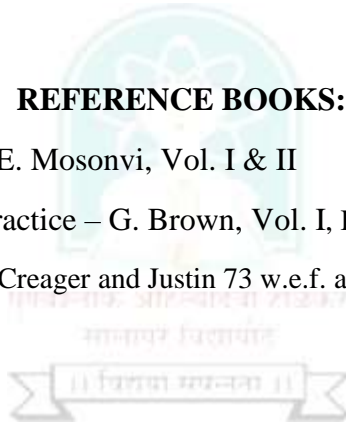 REFERENCE BOOKS:
E. Mosonvi, Vol. I & II
ractice – G. Brown, Vol. I,
Creager and Justin 73 w.e.f. a